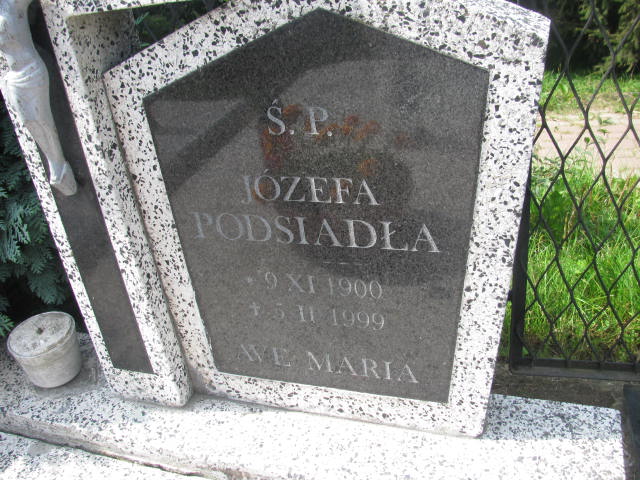 Ś. P.
JÓZEFA
PODSIADŁA
* 9 XI 1900
+ 5 II 1999
AVE MARIA